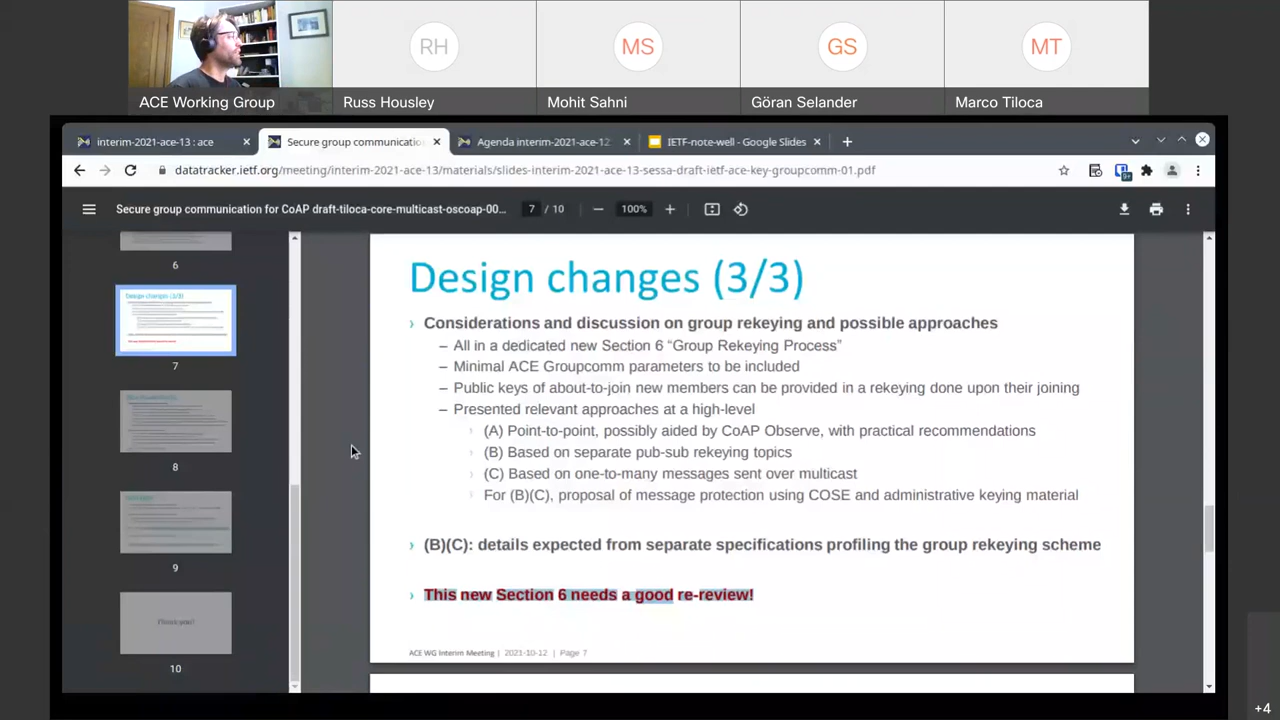 RH
MS
GS
MT
ACE Working Group
Russ Housley
Mohit Sahni
Göran Selander
Marco Tiloca
interim-2021-ace-13 : ace
Secure group communicatio
Agenda interim-2021-ace-12
IETF-note-well - Google Slides
datatracker.ietf.org/meeting/interim-2021-ace-13/materials/slides-interim-2021-ace-13-sessa-draft-ietf-ace-key-groupcomm-01.pdf
9+
Secure group communication for CoAP draft-tiloca-core-multicast-oscoap-00...
7 / 10
100%
6
Design changes (3/3)
7
8
9
Thank you!
10
Design changes (3/3)
› Considerations and discussion on group rekeying and possible approaches
– All in a dedicated new Section 6 “Group Rekeying Process”
– Minimal ACE Groupcomm parameters to be included
– Public keys of about-to-join new members can be provided in a rekeying done upon their joining
– Presented relevant approaches at a high-level
› (A) Point-to-point, possibly aided by CoAP Observe, with practical recommendations
› (B) Based on separate pub-sub rekeying topics
› (C) Based on one-to-many messages sent over multicast
› For (B)(C), proposal of message protection using COSE and administrative keying material
› (B)(C): details expected from separate specifications profiling the group rekeying scheme
› This new Section 6 needs a good re-review!
ACE WG Interim Meeting | 2021-10-12 | Page 7
+4